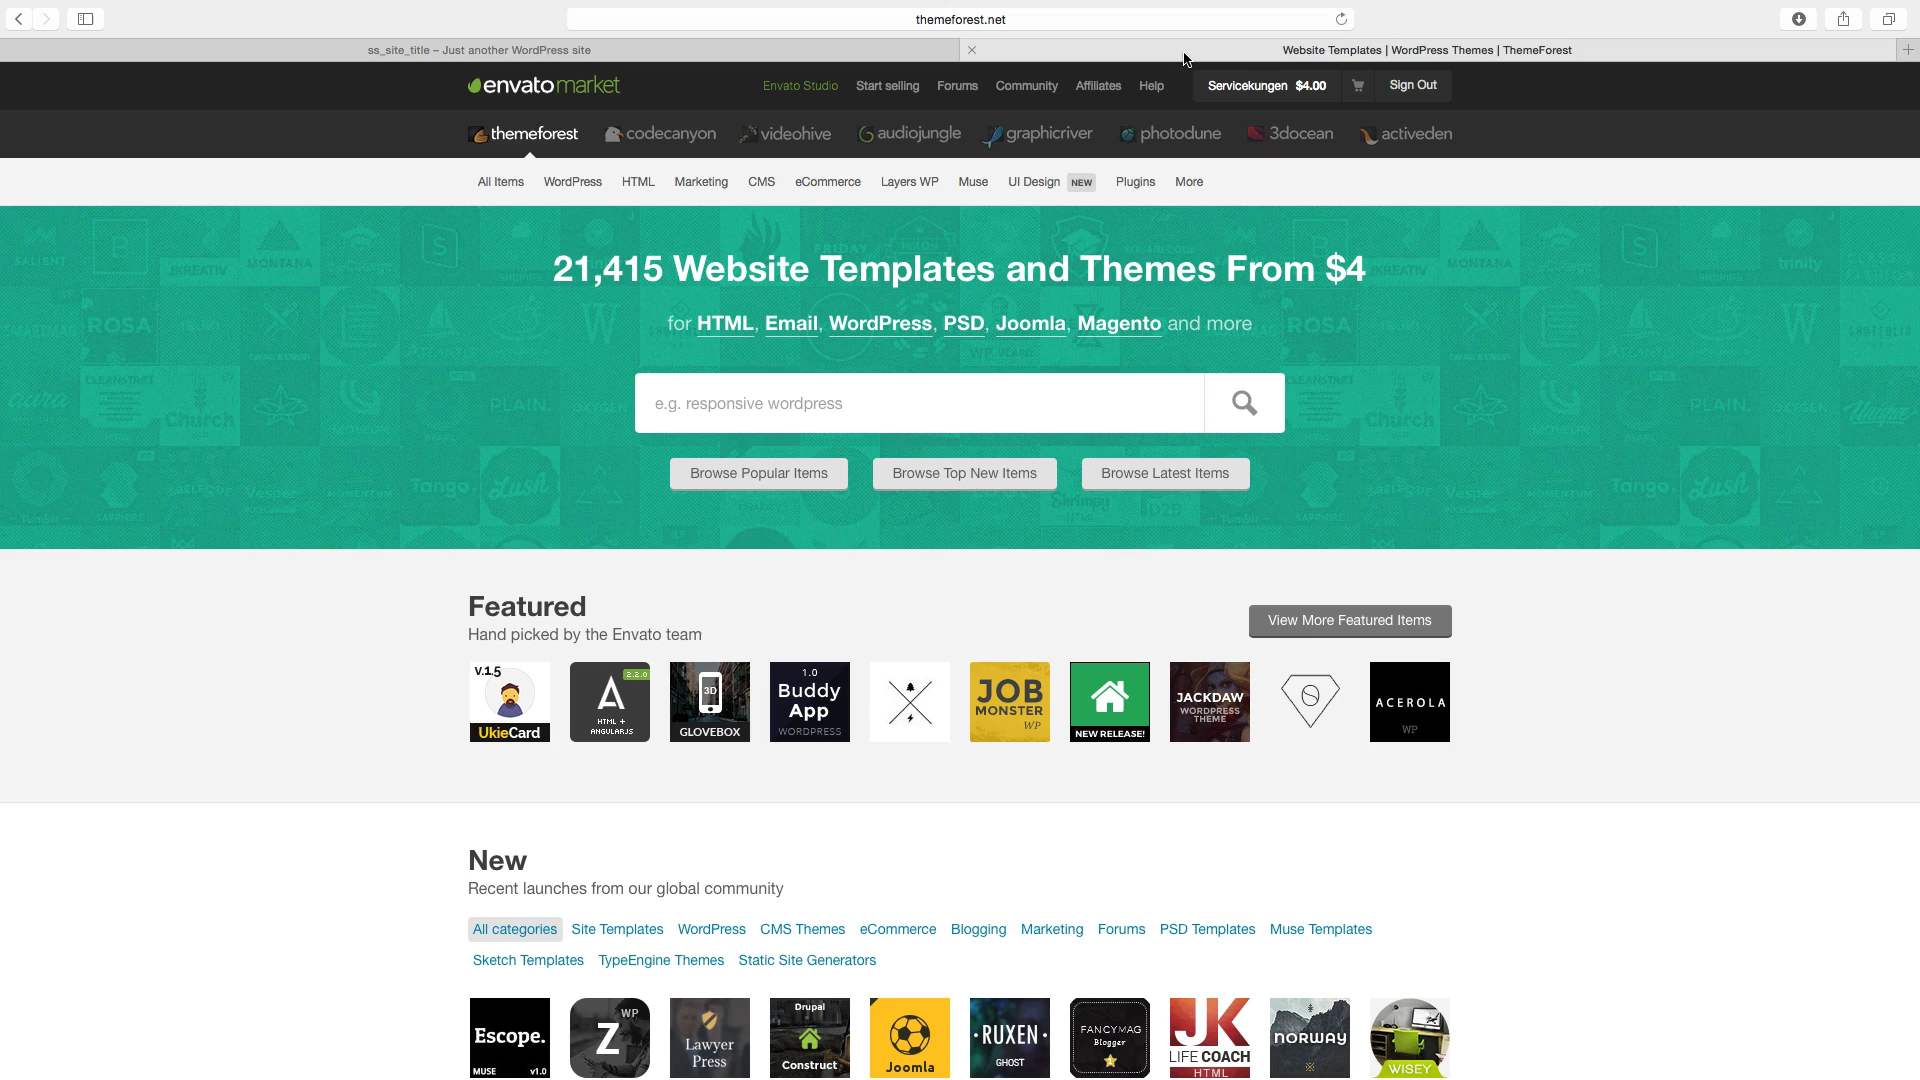 themeforest.net
ss_site_title – Just another WordPress site
Website Templates | WordPress Themes | ThemeForest
envatomarket
Envato Studio Start selling Forums Community Affiliates Help Servicekungen $4.00 Sign Out
themeforest codecanyon videohive audiojungle graphicriver photodune 3docean activeden
All Items WordPress HTML Marketing CMS eCommerce Layers WP Muse UI Design NEW Plugins More
21,415 Website Templates and Themes From $4
for HTML, Email, WordPress, PSD, Joomla, Magento and more
e.g. responsive wordpress
Browse Popular Items Browse Top New Items Browse Latest Items
Featured
Hand picked by the Envato team
View More Featured Items
V.1.5
UkieCard
2.2.0
A
HTML +
ANGULARJS
3D
GLOVEBOX
1.0
Buddy
App
WORDPRESS
JOB
MONSTER
WP
NEW RELEASE!
JACKDAW
WORDPRESS
THEME
ACEROLA
WP
New
Recent launches from our global community
All categories Site Templates WordPress CMS Themes eCommerce Blogging Marketing Forums PSD Templates Muse Templates
Sketch Templates TypeEngine Themes Static Site Generators
Escope.
MUSE v1.0
WP
Z
Lawyer
Press
Drupal
Construct
Joomla
·RUXEN·
GHOST
FANCYMAG
Blogger
JK
LIFE COACH
HTML
NORWAY
WISEY